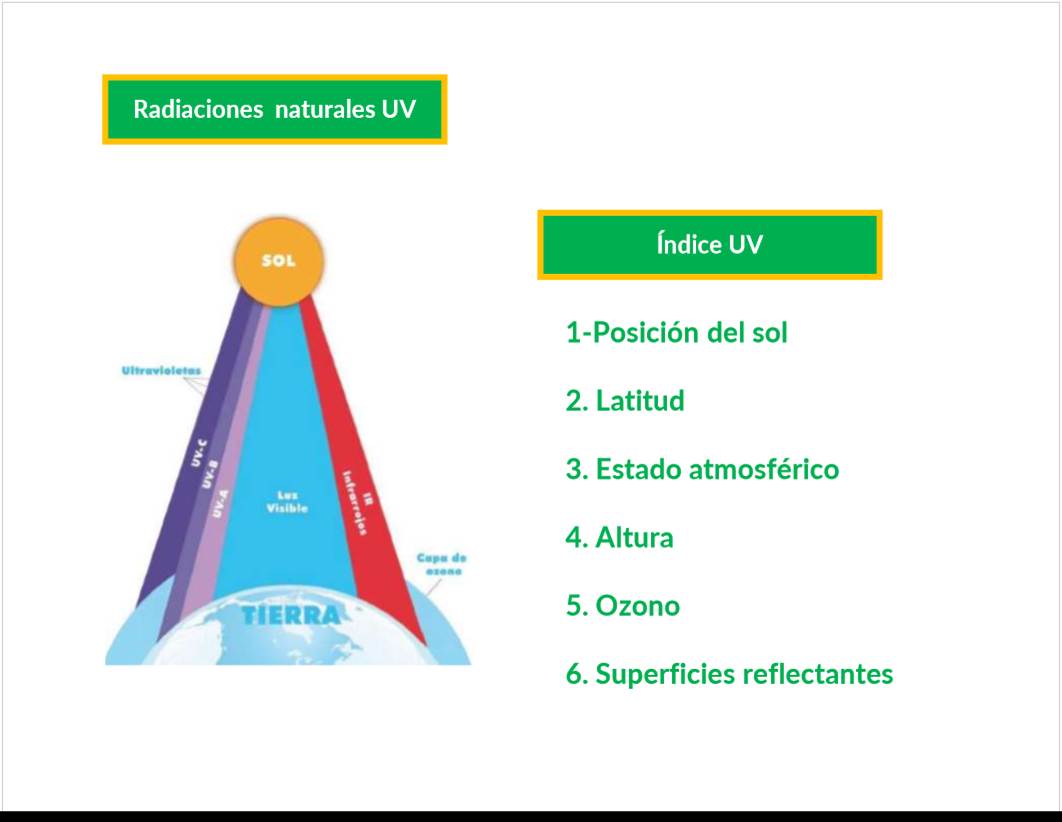 Radiaciones naturales UV
SOL
Ultravioletas
UV-C
UV-B
UV-A
Luz
Visible
IR
Infrarrojos
Capa de
ozono
TIERRA
Índice UV
1-Posición del sol
2. Latitud
3. Estado atmosférico
4. Altura
5. Ozono
6. Superficies reflectantes